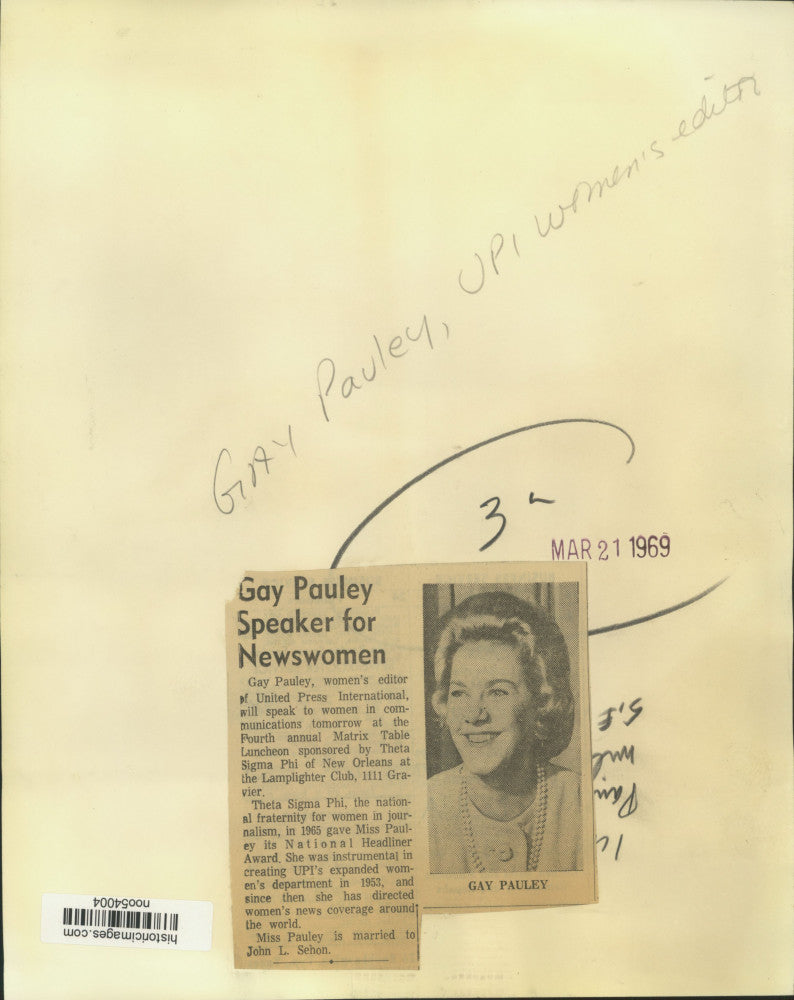 Gay Pauley, UPI women's editor
3
MAR 21 1969
Gay Pauley
Speaker for
Newswomen
Gay Pauley, women's editor
of United Press International,
will speak to women in com-
munications tomorrow at the
Fourth annual Matrix Table
Luncheon sponsored by Theta
Sigma Phi of New Orleans at
the Lamplighter Club, 1111 Gra-
vier.
Theta Sigma Phi, the nation-
al fraternity for women in jour-
nalism, in 1965 gave Miss Paul-
ey its National Headliner
Award. She was instrumental in
creating UPI's expanded wom-
en's department in 1953, and
since then she has directed
women's news coverage around
the world.
Miss Pauley is married to
John L. Sehon.
GAY PAULEY
historicimages.com
noo54004